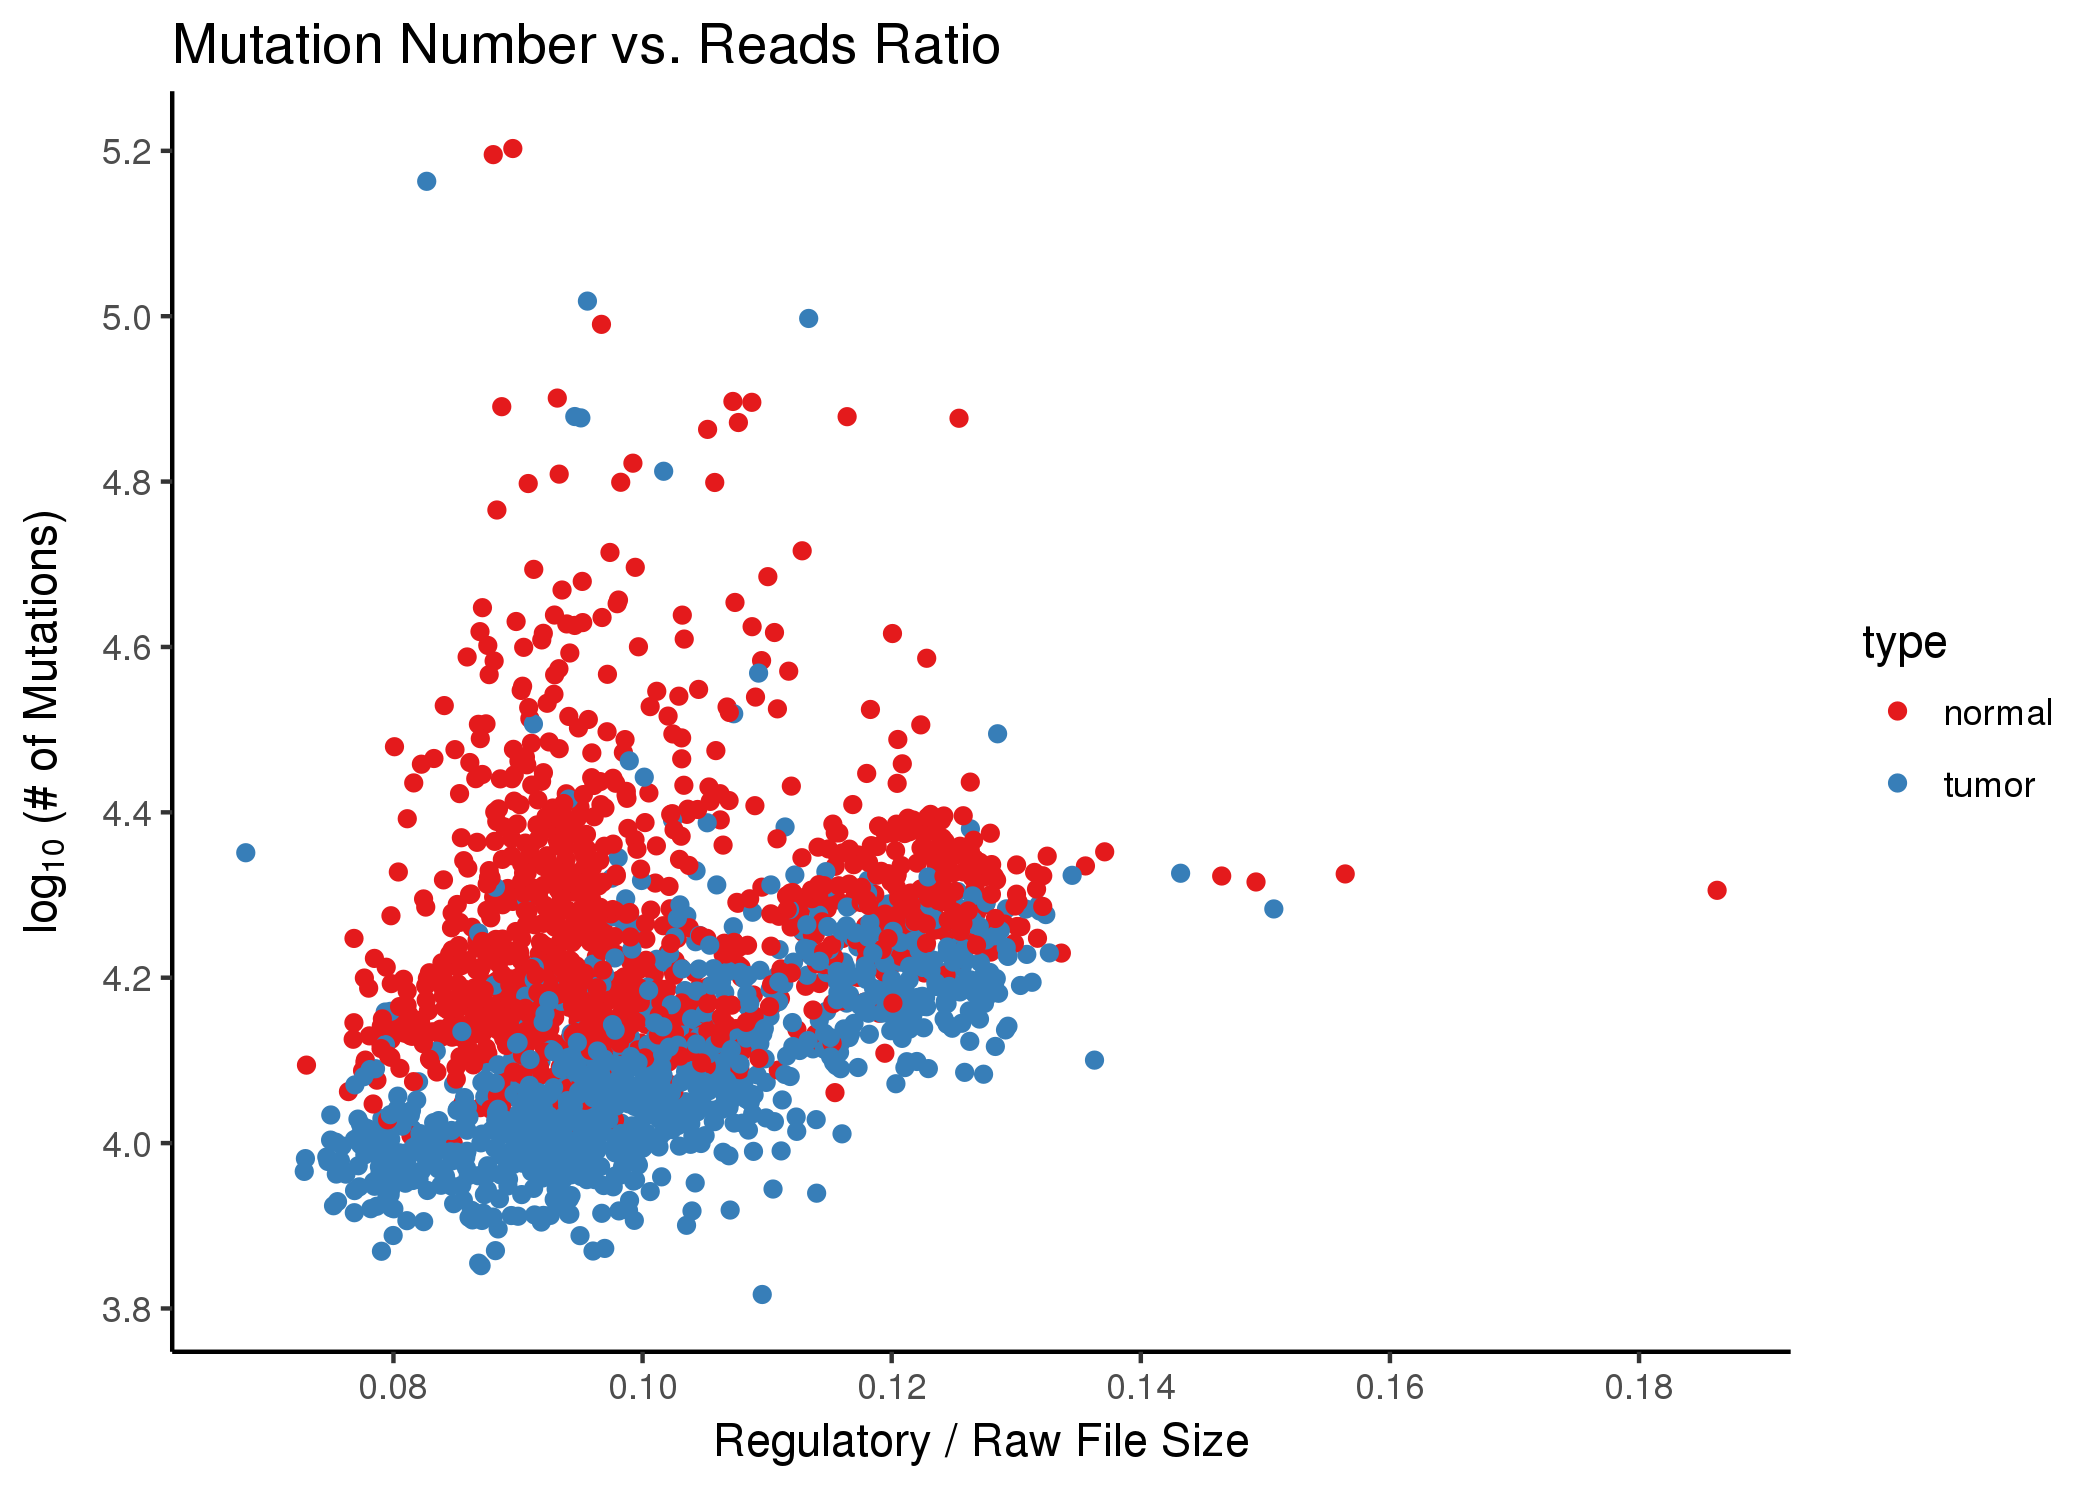 Mutation Number vs. Reads Ratio
5.2
5.0
4.8
4.6
4.4
4.2
4.0
3.8
log₁₀ (# of Mutations)
0.08 0.10 0.12 0.14 0.16 0.18
Regulatory / Raw File Size
type
normal
tumor